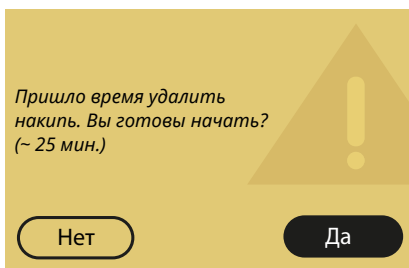 Пришло время удалить
накипь. Вы готовы начать?
(~ 25 мин.)
Нет
Да